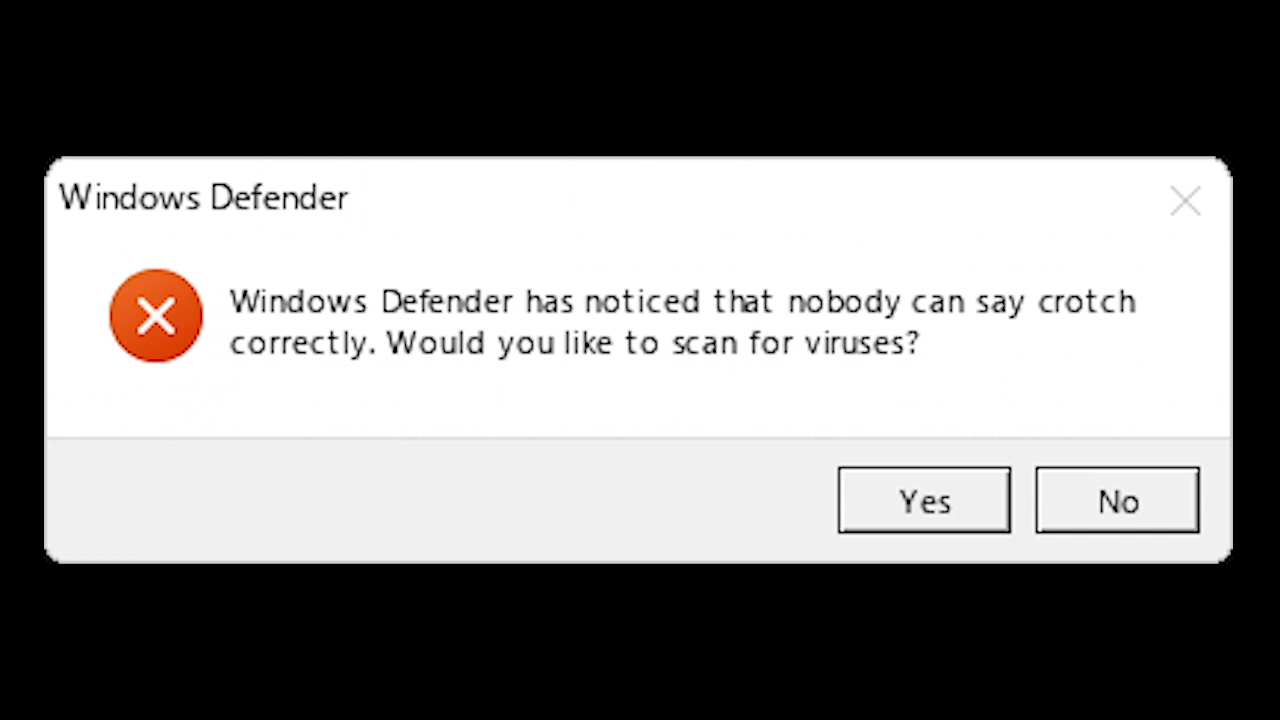 Windows Defender
Windows Defender has noticed that nobody can say crotch
correctly. Would you like to scan for viruses?
Yes
No